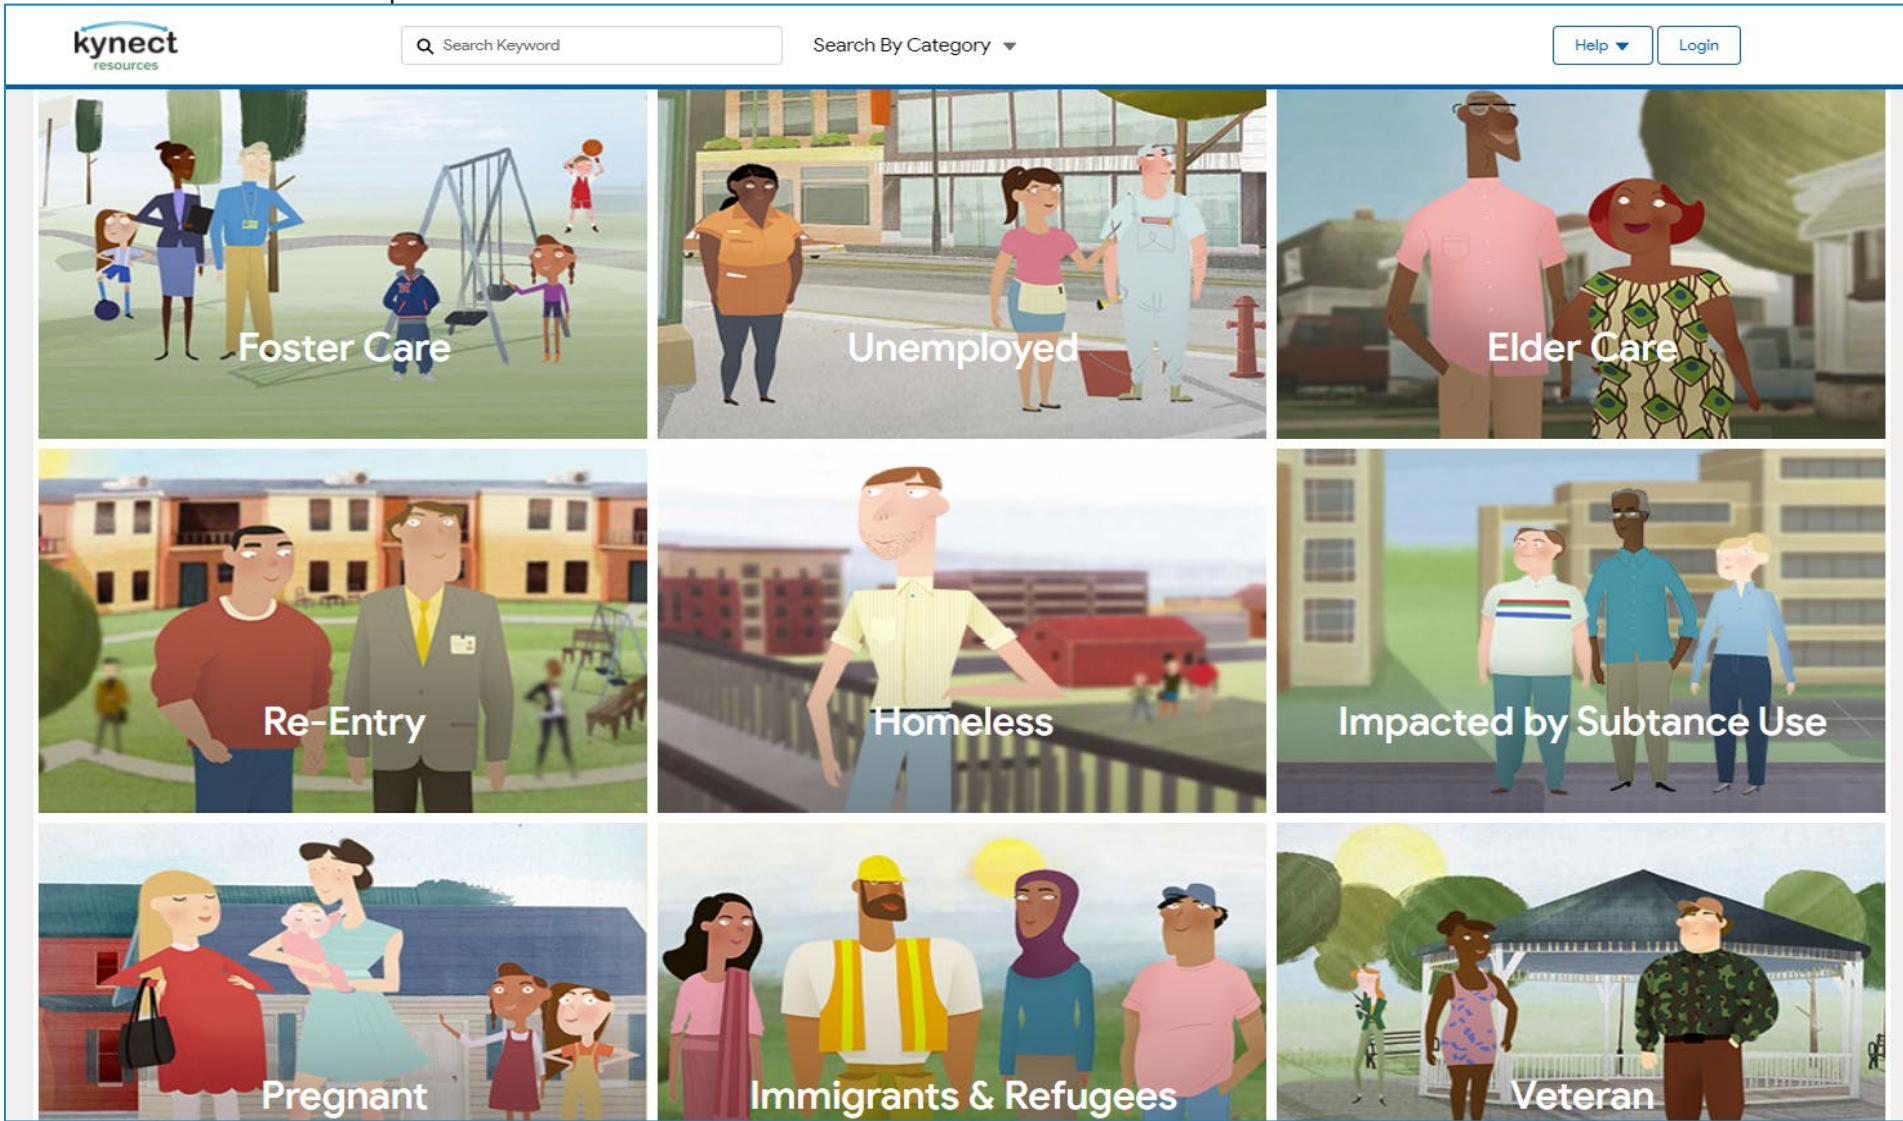 kynect
resources
Search Keyword
Search By Category
Help
Login
Foster Care
Unemployed
Elder Care
Re-Entry
Homeless
Impacted by Subtance Use
Pregnant
Immigrants & Refugees
Veteran